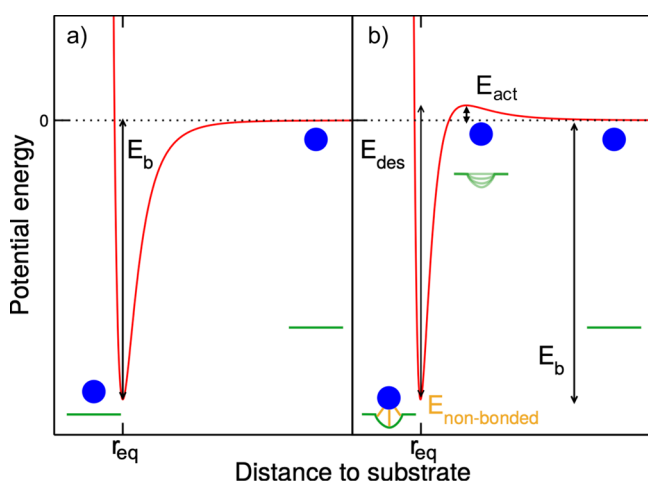 a)
b)
E_act
0
E_b
E_des
Potential energy
E_b
E_non-bonded
r_eq
r_eq
Distance to substrate